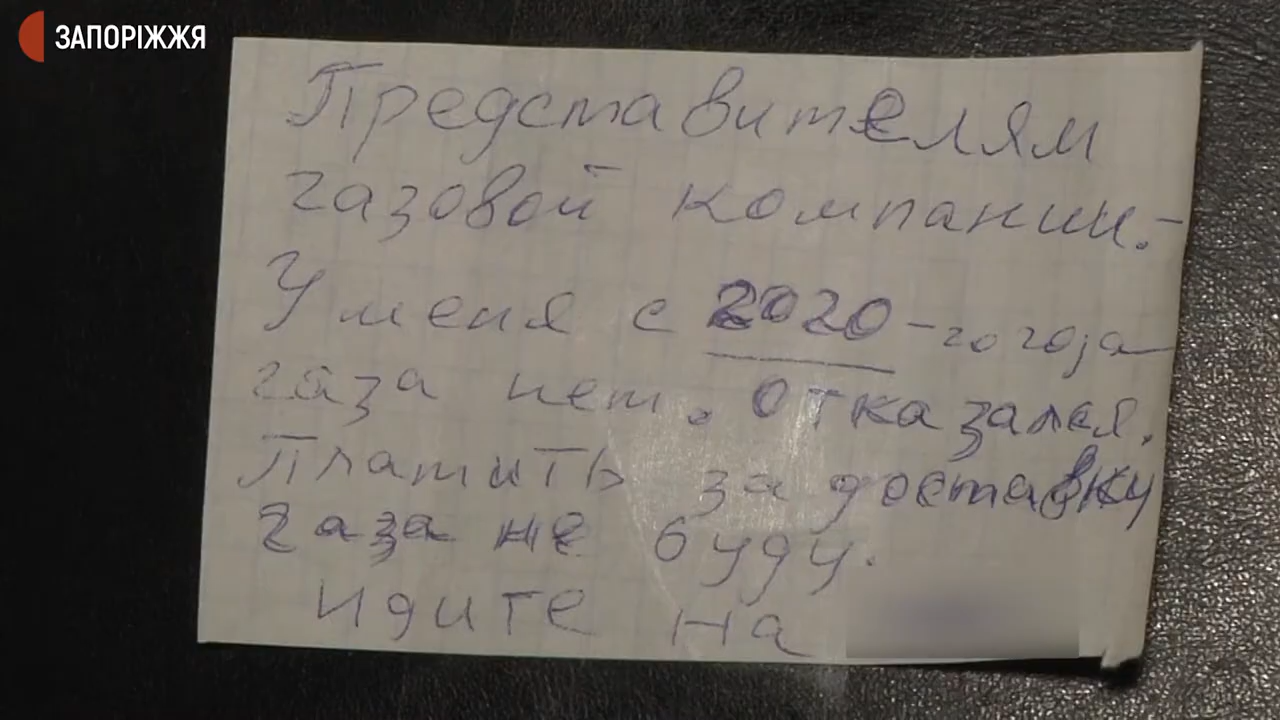 ЗАПОРІЖЖЯ
Представителям
газовой компании.-
У меня с 2020-го года
газа нет. Отказался.
Платить за доставку
газа не буду.
идите на